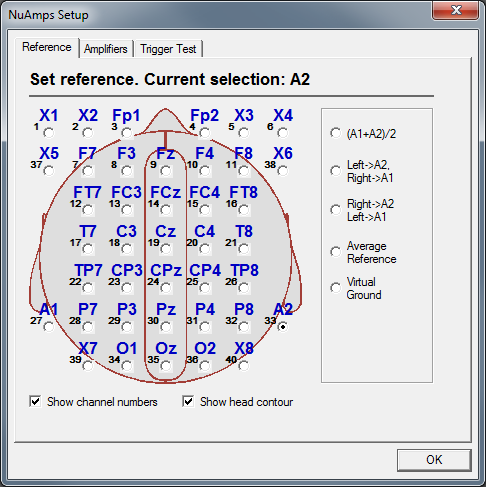 NuAmps Setup
Reference Amplifiers Trigger Test
Set reference. Current selection: A2
X1 X2 Fp1 Fp2 X3 X4
1 2 3 4 5 6
X5 F7 F3 Fz F4 F8 X6
37 7 8 9 10 11 38
FT7 FC3 FCz FC4 FT8
12 13 14 15 16
T7 C3 Cz C4 T8
17 18 19 20 21
TP7 CP3 CPz CP4 TP8
22 23 24 25 26
A1 P7 P3 Pz P4 P8 A2
27 28 29 30 31 32 33
X7 O1 Oz O2 X8
39 34 35 36 40
(A1+A2)/2
Left->A2,
Right->A1
Right->A2
Left->A1
Average
Reference
Virtual
Ground
Show channel numbers Show head contour
OK